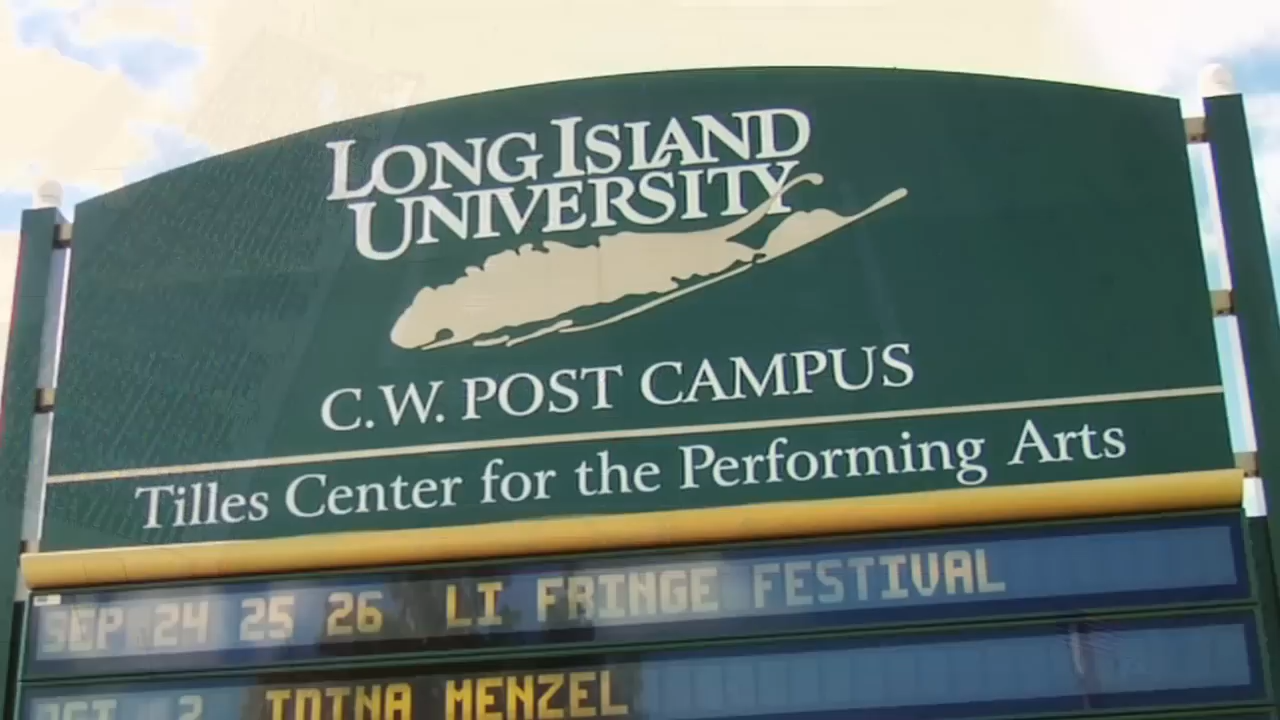 LONG ISLAND
UNIVERSITY
C.W. POST CAMPUS
Tilles Center for the Performing Arts
SEP 24 25 26 LI FRINGE FESTIVAL
OCT 2 IDINA MENZEL